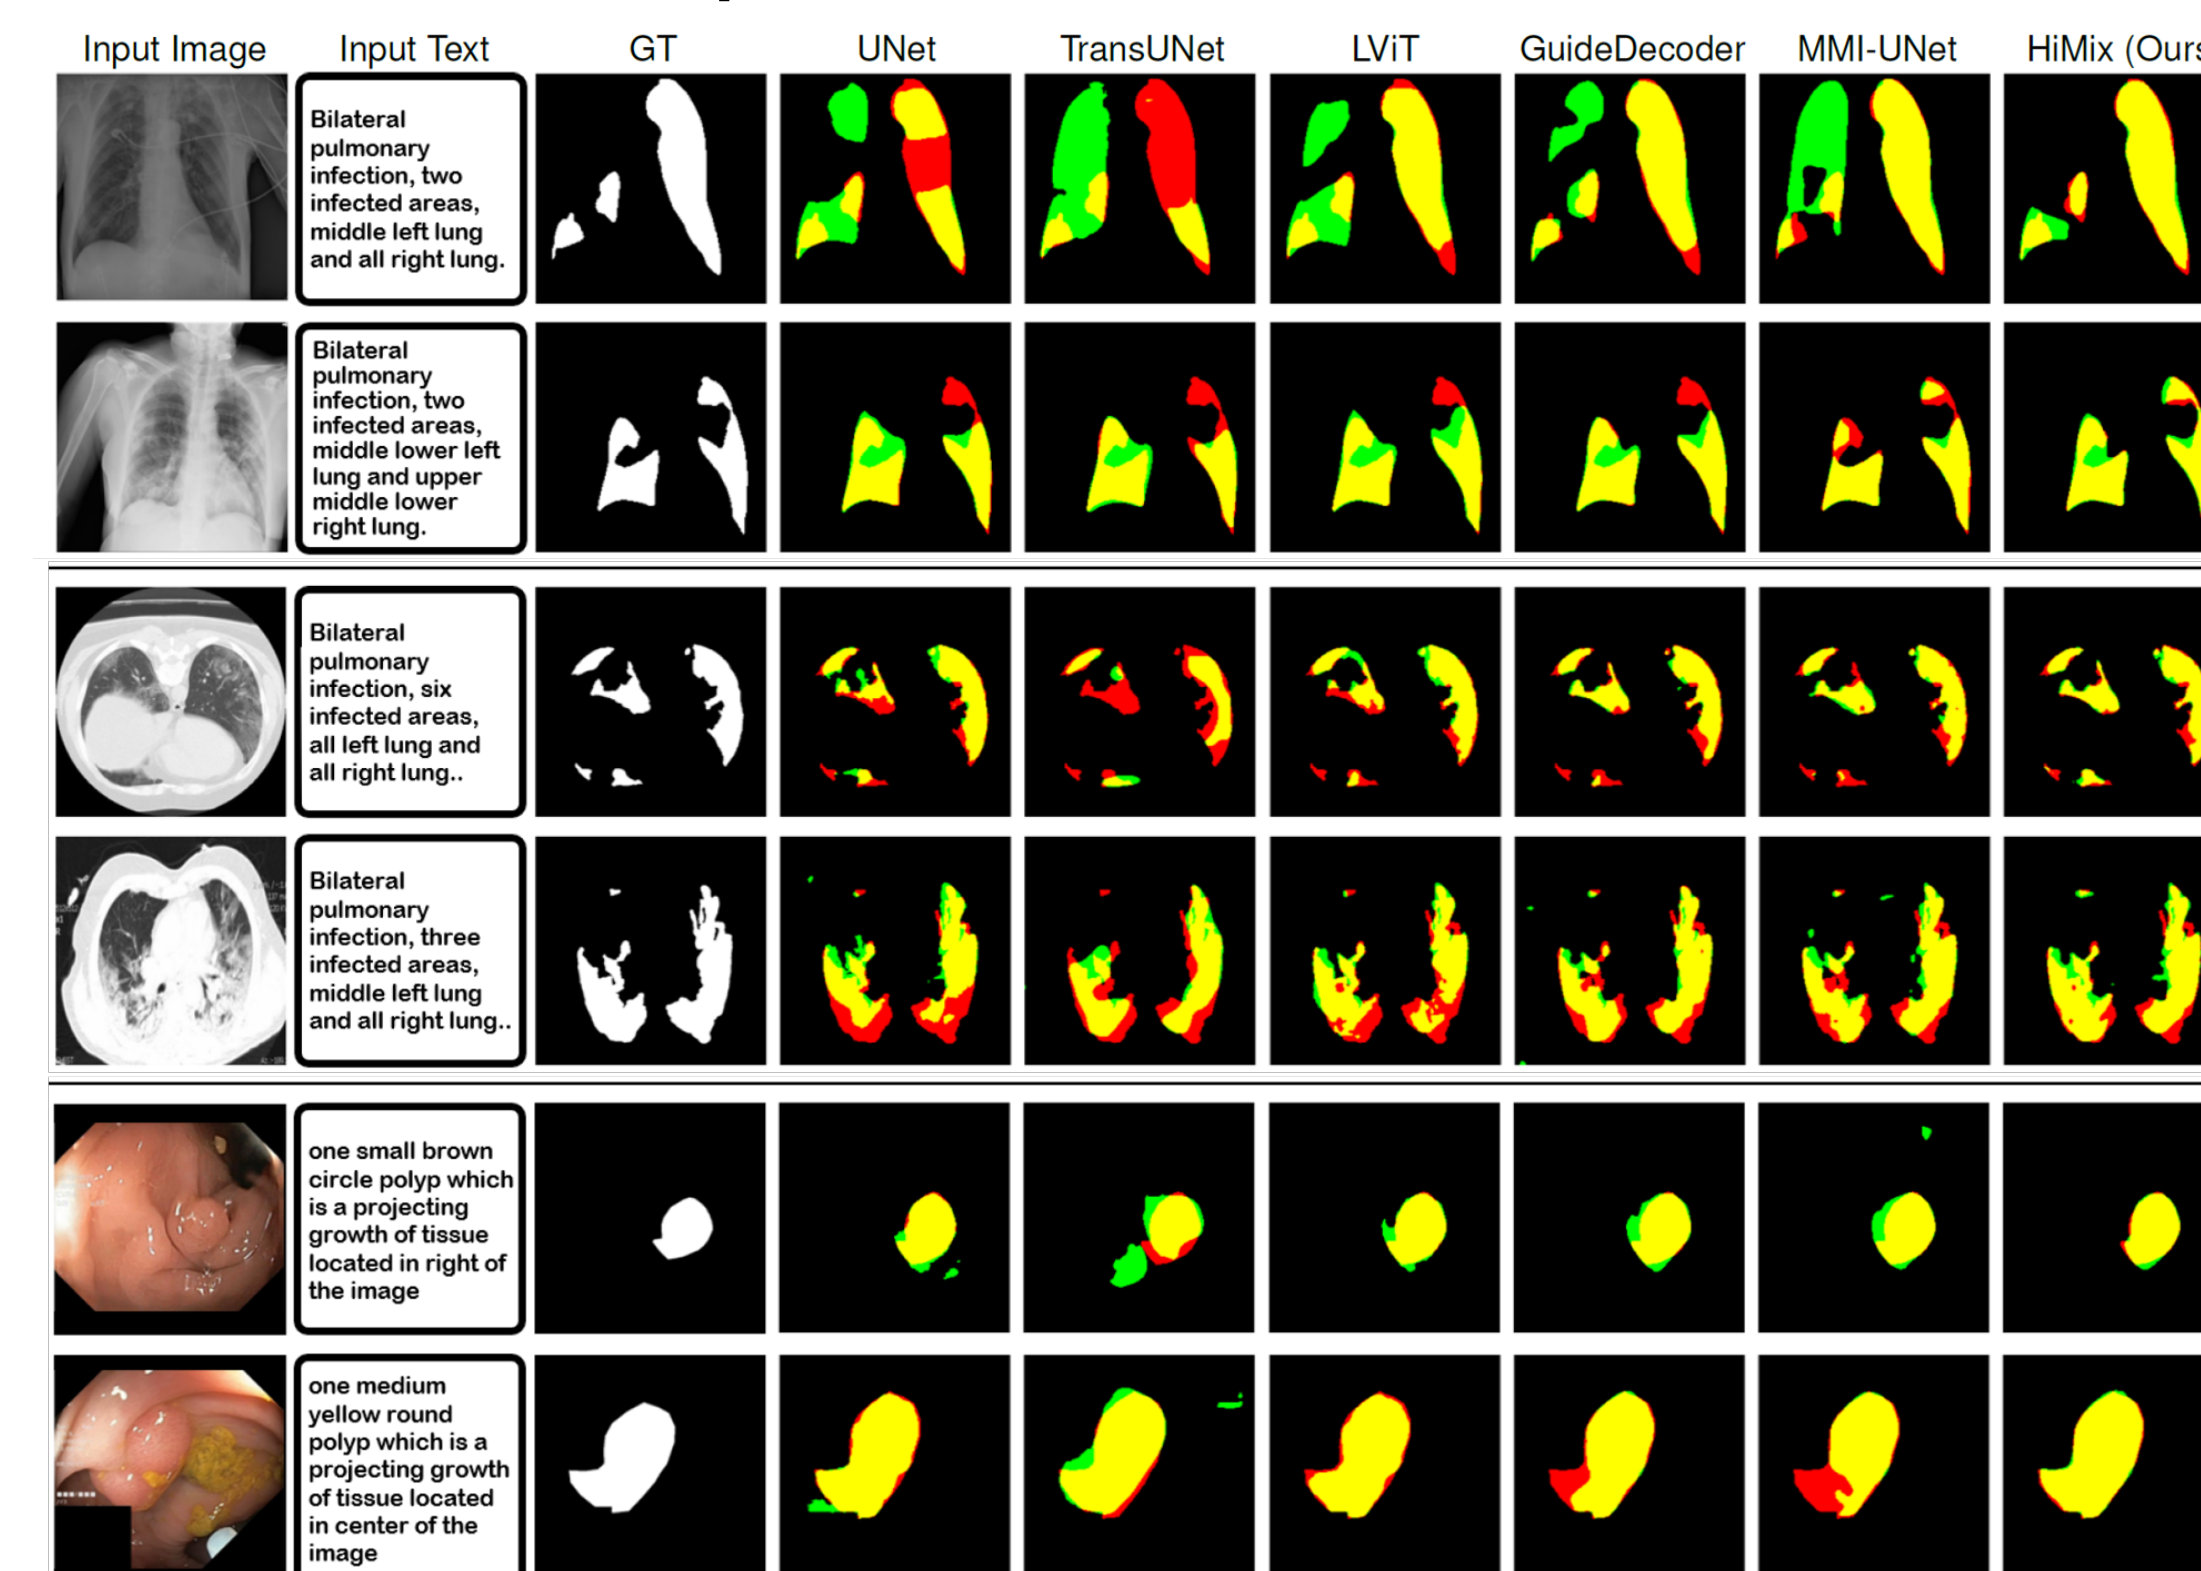 Input Image Input Text GT UNet TransUNet LViT GuideDecoder MMI-UNet HiMix (Ours
Bilateral
pulmonary
infection, two
infected areas,
middle left lung
and all right lung.
Bilateral
pulmonary
infection, two
infected areas,
middle lower left
lung and upper
middle lower
right lung.
Bilateral
pulmonary
infection, six
infected areas,
all left lung and
all right lung..
Bilateral
pulmonary
infection, three
infected areas,
middle left lung
and all right lung..
one small brown
circle polyp which
is a projecting
growth of tissue
located in right of
the image
one medium
yellow round
polyp which is a
projecting growth
of tissue located
in center of the
image